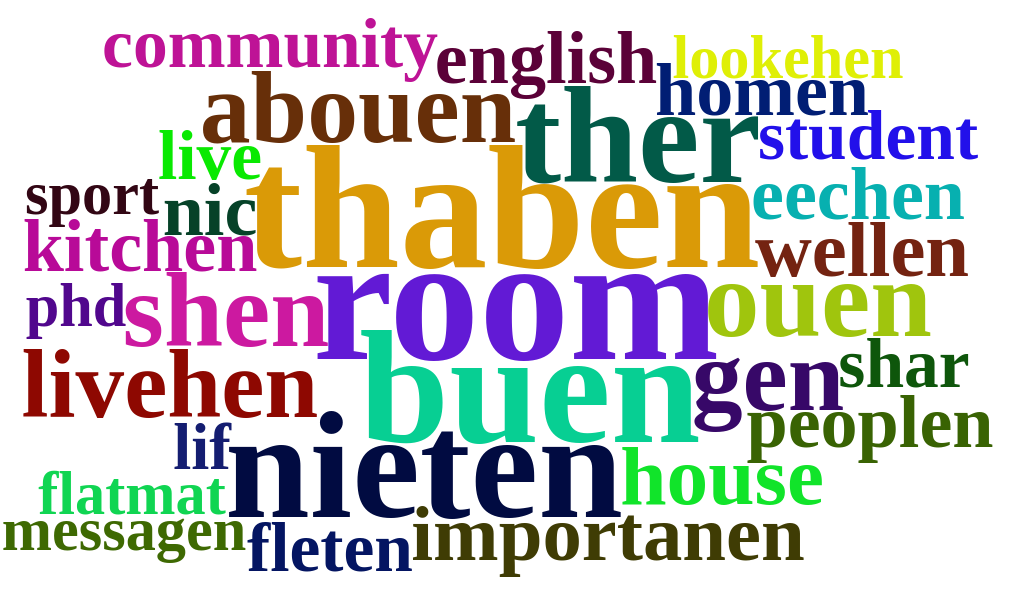 community
english
lookehen
homen
abouen
ther
student
live
thaben
eechen
sport
nic
kitchen
wellen
phd
shen
room
ouen
livehen
buen
gen
shar
peoplen
lif
nieten
house
flatmat
messagen
fleten
importanen